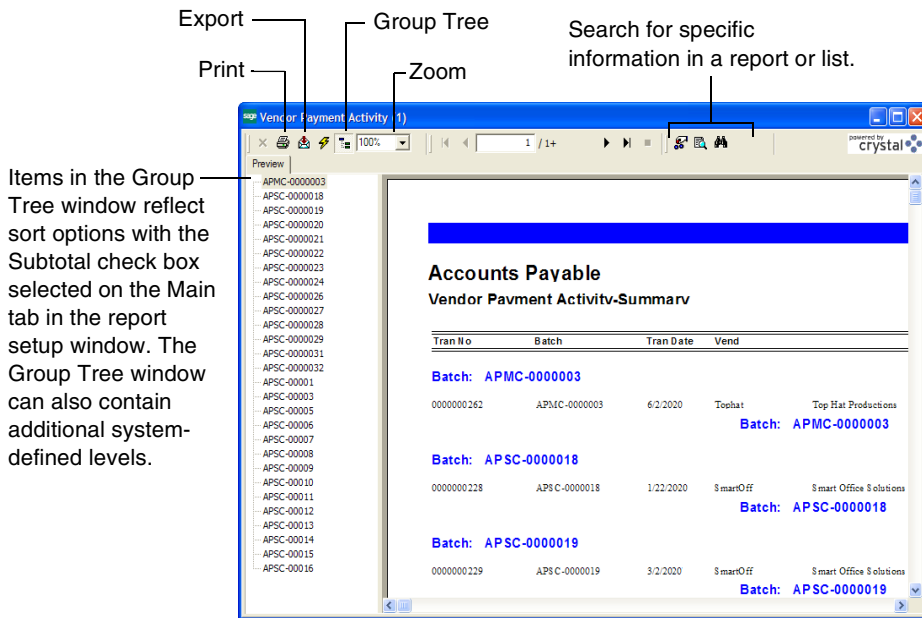 Export
Group Tree
Search for specific
information in a report or list.
Print
Zoom
sage Vendor Payment Activity (1)
100%
1 / 1+
powered by
crystal
Preview
Items in the Group
Tree window reflect
sort options with the
Subtotal check box
selected on the Main
tab in the report
setup window. The
Group Tree window
can also contain
additional system-
defined levels.
APMC-0000003
APSC-0000018
APSC-0000019
APSC-0000020
APSC-0000021
APSC-0000022
APSC-0000023
APSC-0000024
APSC-0000026
APSC-0000027
APSC-0000028
APSC-0000029
APSC-0000031
APSC-0000032
APSC-00001
APSC-00003
APSC-00005
APSC-00006
APSC-00007
APSC-00008
APSC-00009
APSC-00010
APSC-00011
APSC-00012
APSC-00013
APSC-00014
APSC-00015
APSC-00016
Accounts Payable
Vendor Payment Activity-Summary
Tran No Batch Tran Date Vend
Batch: APMC-0000003
0000000262 APMC-0000003 6/2/2020 Tophat Top Hat Productions
Batch: APMC-0000003
Batch: APSC-0000018
0000000228 APSC-0000018 1/22/2020 SmartOff Smart Office Solutions
Batch: APSC-0000018
Batch: APSC-0000019
0000000229 APSC-0000019 3/2/2020 SmartOff Smart Office Solutions
Batch: APSC-0000019